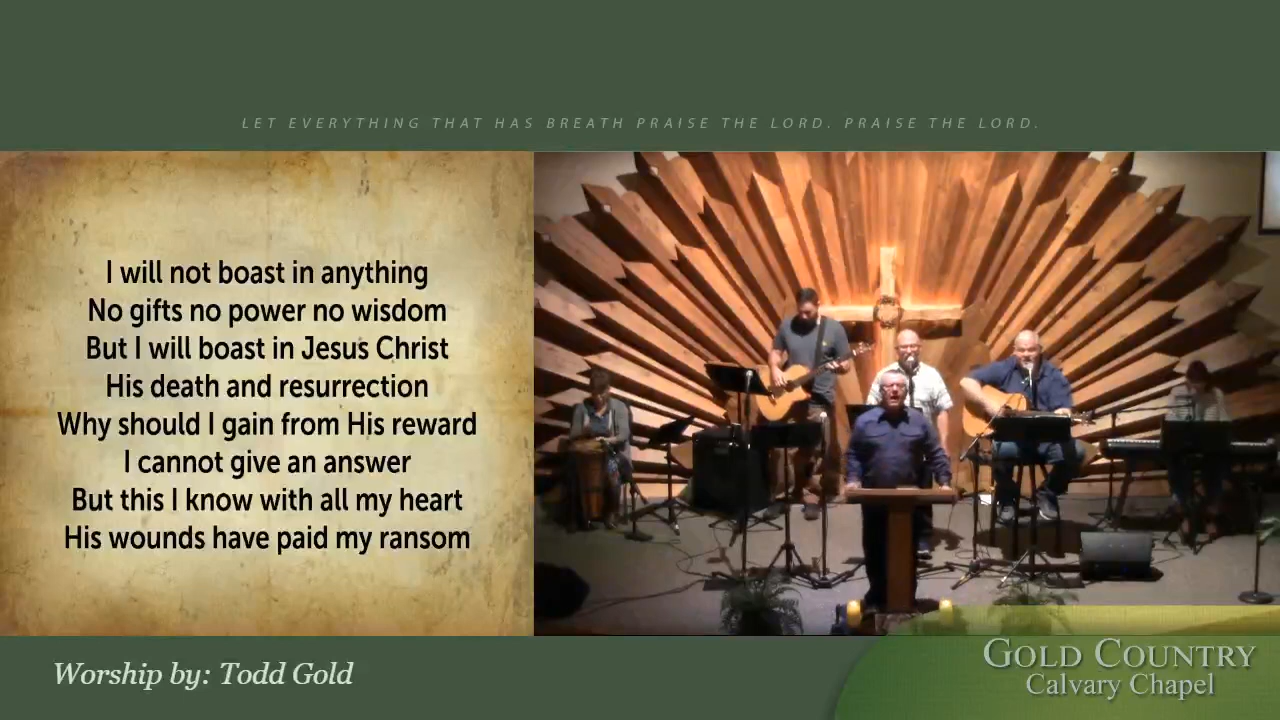 LET EVERYTHING THAT HAS BREATH PRAISE THE LORD. PRAISE THE LORD.
I will not boast in anything
No gifts no power no wisdom
But I will boast in Jesus Christ
His death and resurrection
Why should I gain from His reward
I cannot give an answer
But this I know with all my heart
His wounds have paid my ransom
Worship by: Todd Gold
GOLD COUNTRY
Calvary Chapel